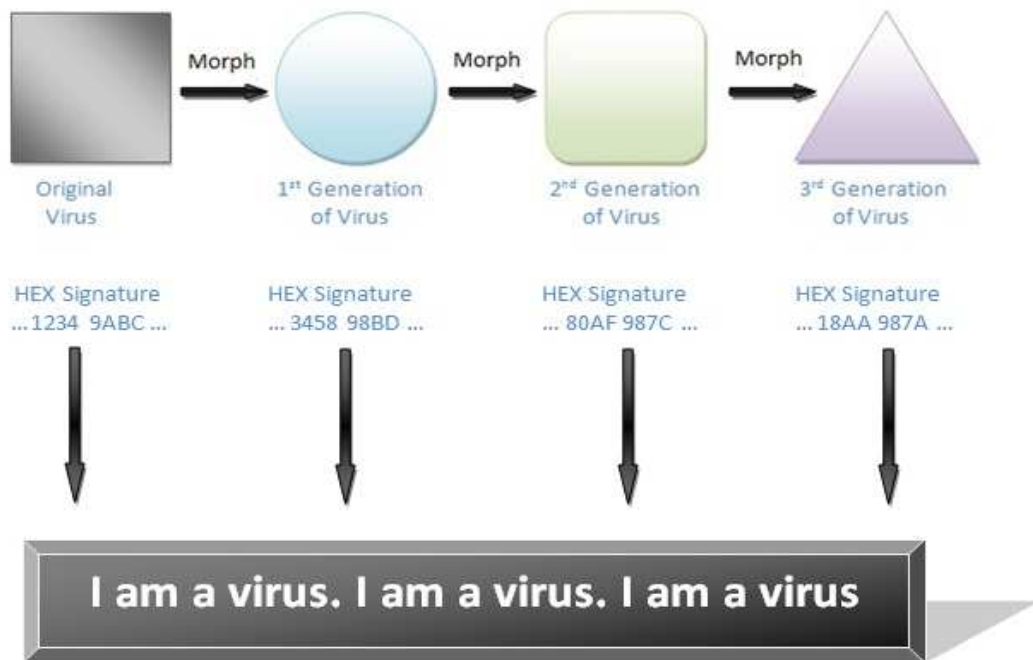 Morph
Morph
Morph
Original
Virus
1st Generation
of Virus
2nd Generation
of Virus
3rd Generation
of Virus
HEX Signature
... 1234 9ABC ...
HEX Signature
... 3458 98BD ...
HEX Signature
... 80AF 987C ...
HEX Signature
... 18AA 987A ...
I am a virus. I am a virus. I am a virus